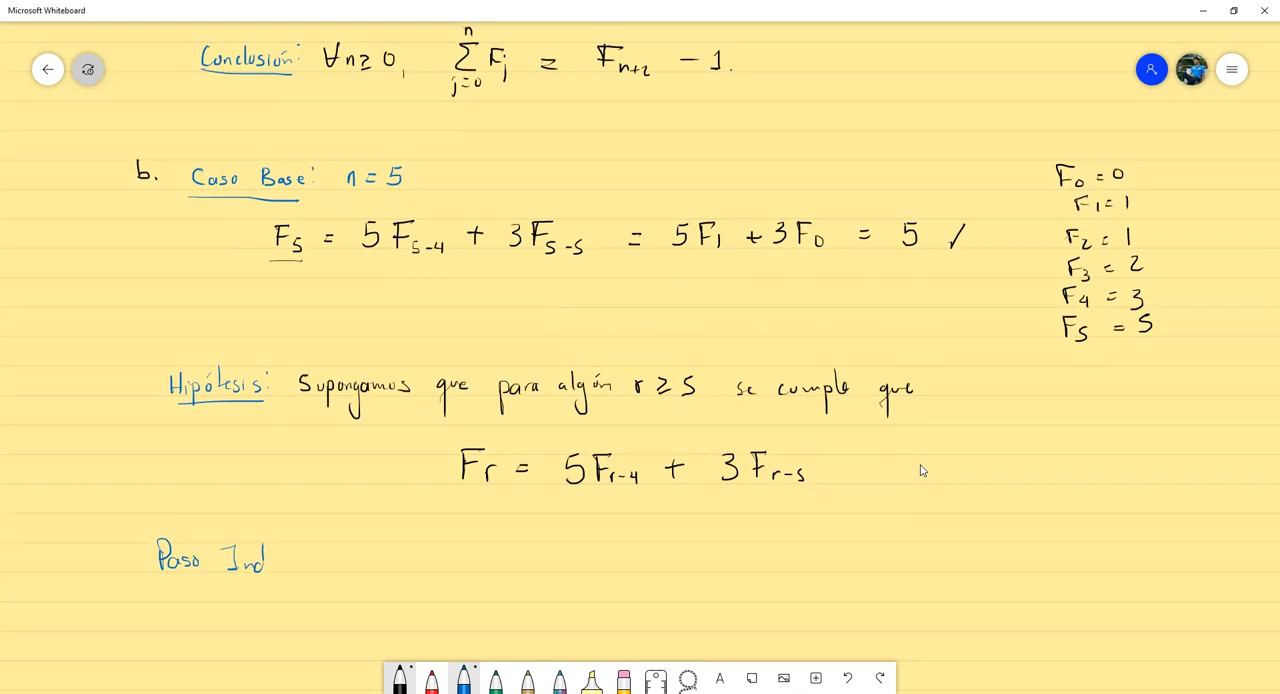 Microsoft Whiteboard
Conclusión: ∀n≥0, ∑_{j=0}^{n} F_j = F_{n+2} - 1.
b. Caso Base: n = 5
F_5 = 5F_{5-4} + 3F_{5-5} = 5F_1 + 3F_0 = 5 ✓
F_0 = 0
F_1 = 1
F_2 = 1
F_3 = 2
F_4 = 3
F_5 = 5
Hipótesis: Supongamos que para algún r ≥ 5 se cumple que
F_r = 5F_{r-4} + 3F_{r-5}
Paso Ind
A